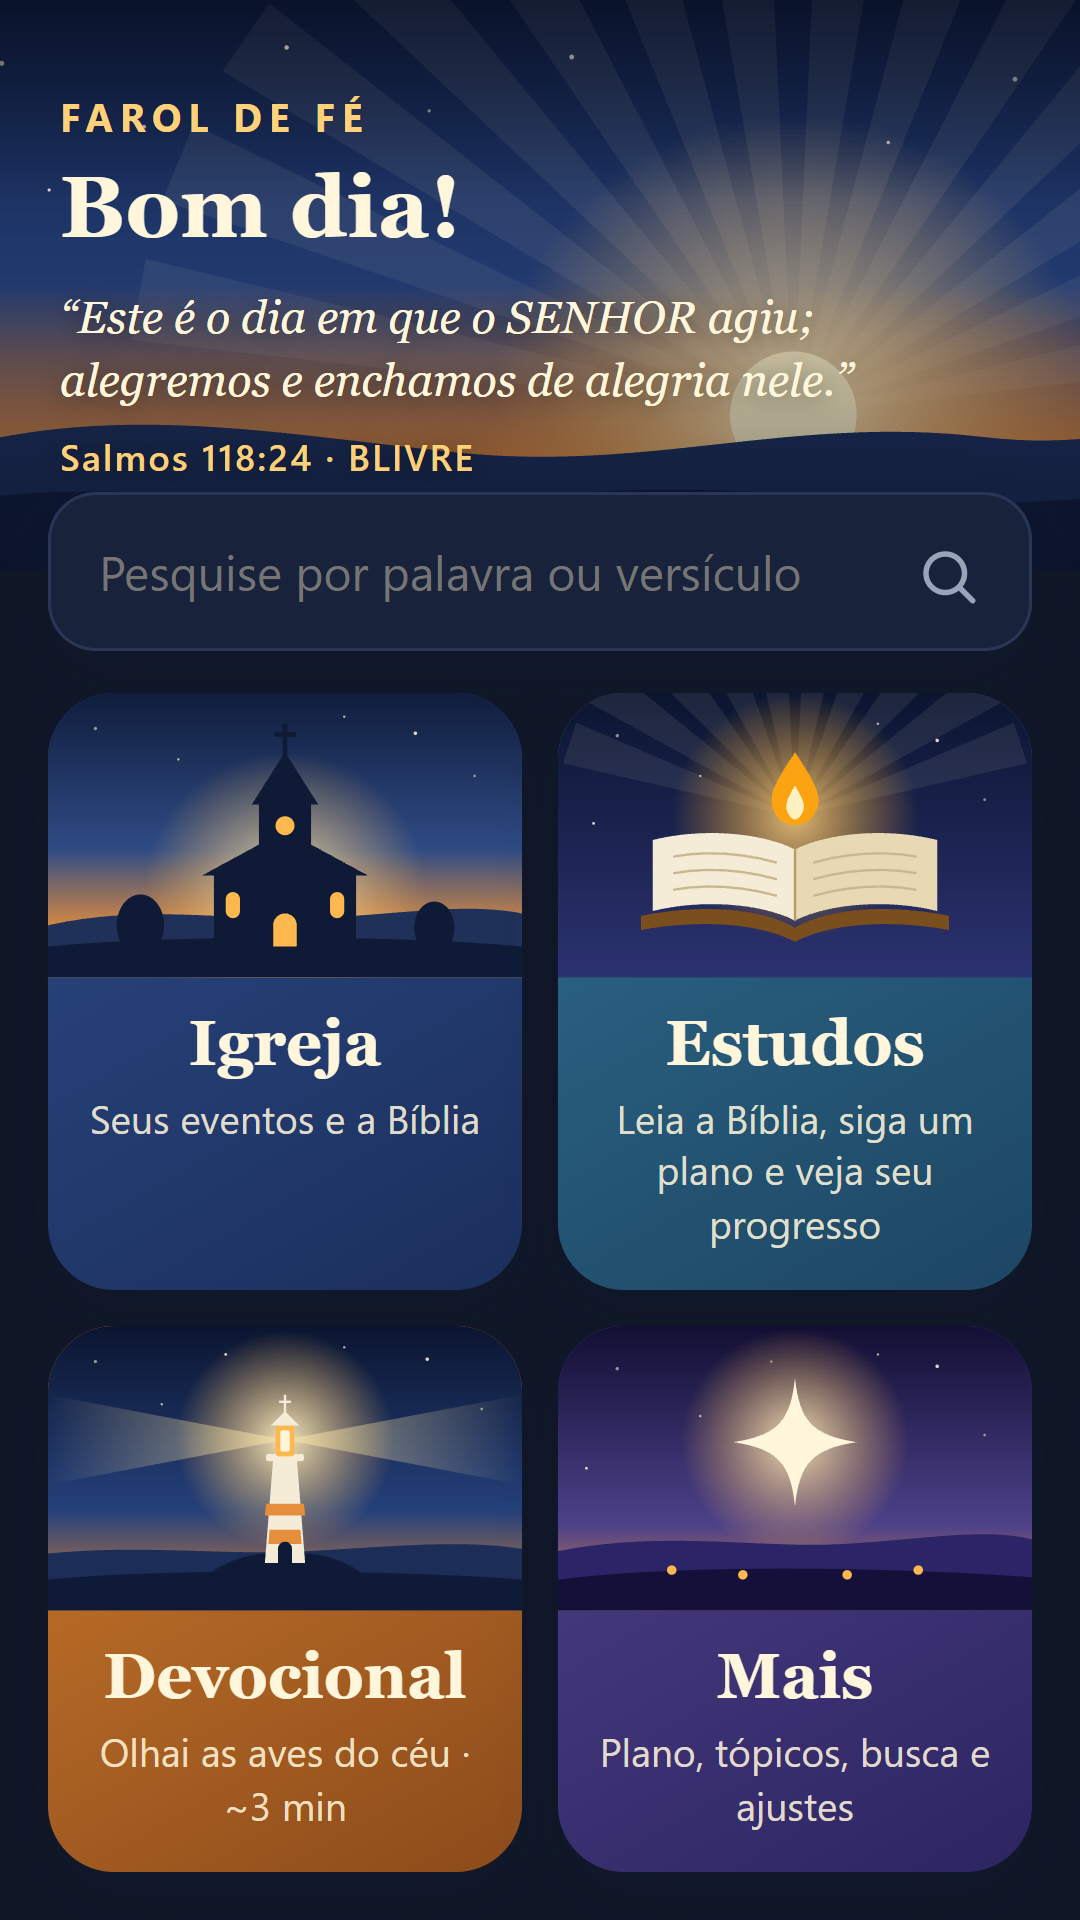 FAROL DE FÉ
Bom dia!
“Este é o dia em que o SENHOR agiu;
alegremos e enchamos de alegria nele.”
Salmos 118:24 · BLIVRE
Pesquise por palavra ou versículo
Igreja
Seus eventos e a Bíblia
Estudos
Leia a Bíblia, siga um
plano e veja seu
progresso
Devocional
Olhai as aves do céu ·
~3 min
Mais
Plano, tópicos, busca e
ajustes